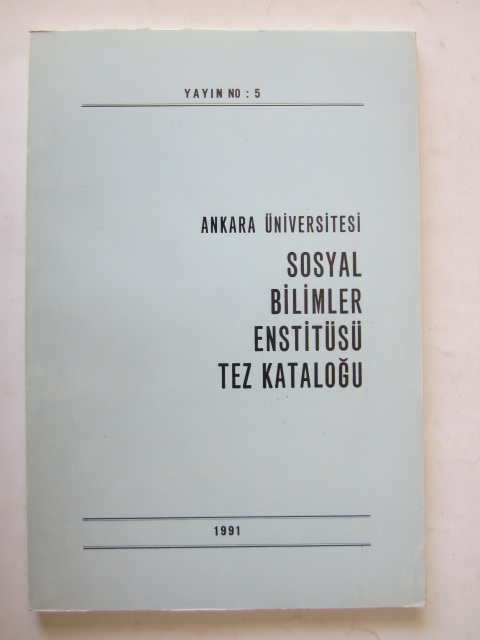 YAYIN NO : 5
ANKARA ÜNİVERSİTESİ
SOSYAL
BİLİMLER
ENSTİTÜSÜ
TEZ KATALOĞU
1991